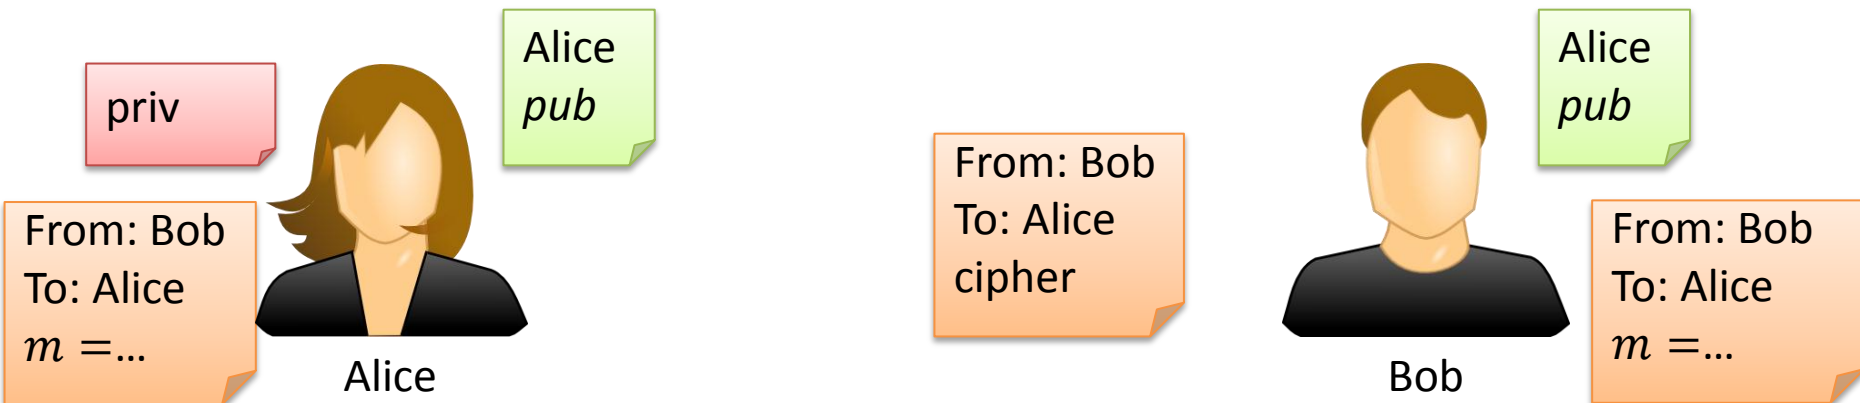 priv
Alice
pub
From: Bob
To: Alice
m =...
Alice
From: Bob
To: Alice
cipher
Alice
pub
From: Bob
To: Alice
m =...
Bob